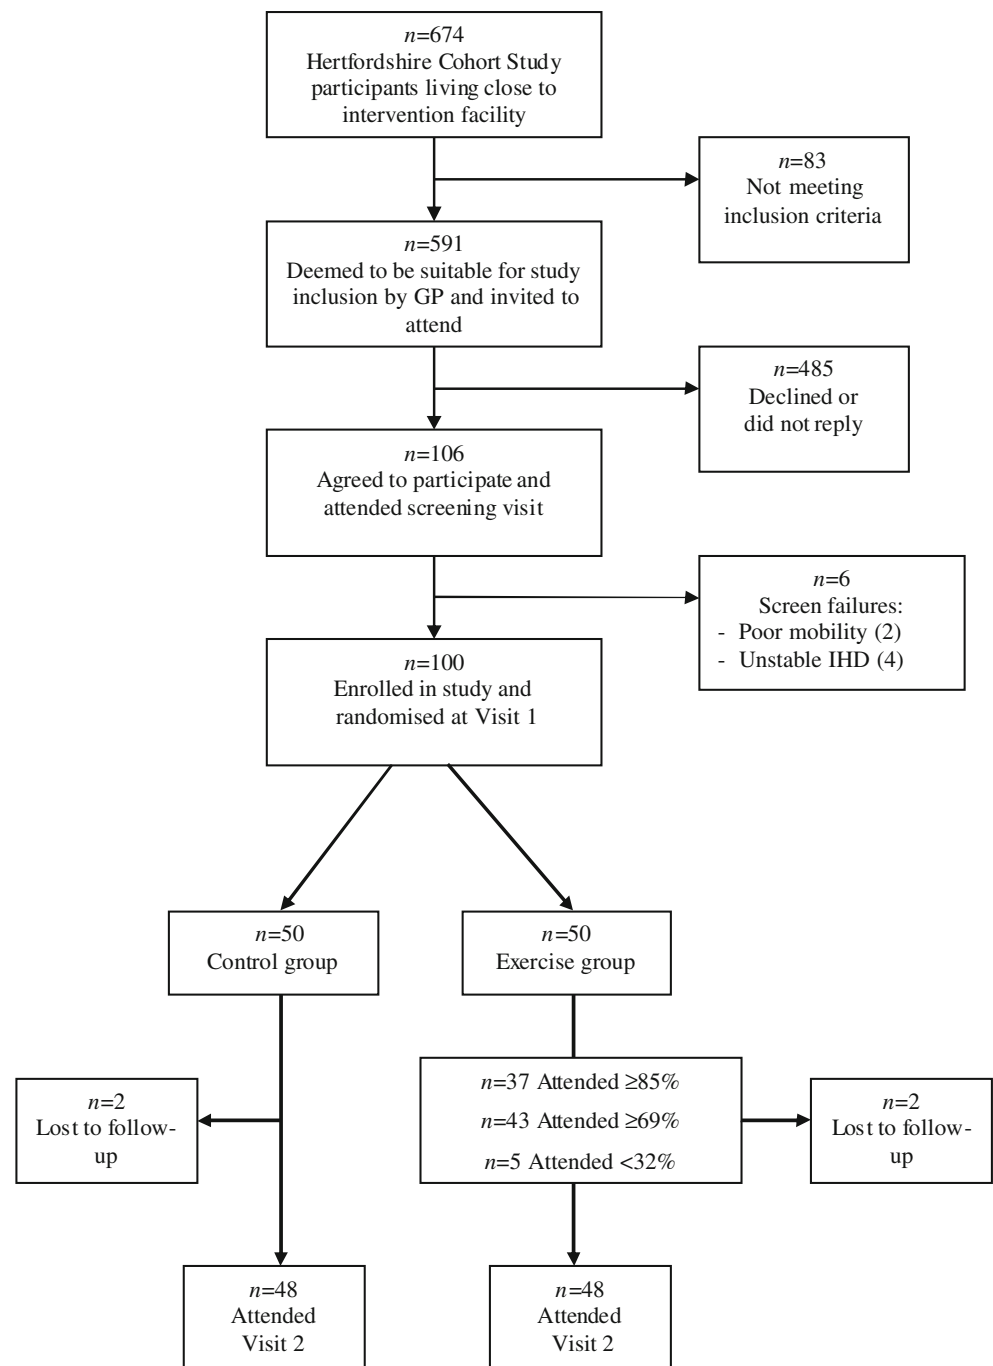 n=674
Hertfordshire Cohort Study
participants living close to
intervention facility
n=83
Not meeting
inclusion criteria
n=591
Deemed to be suitable for study
inclusion by GP and invited to
attend
n=485
Declined or
did not reply
n=106
Agreed to participate and
attended screening visit
n=6
Screen failures:
- Poor mobility (2)
- Unstable IHD (4)
n=100
Enrolled in study and
randomised at Visit 1
n=50
Control group
n=50
Exercise group
n=37 Attended ≥85%
n=43 Attended ≥69%
n=5 Attended <32%
n=2
Lost to follow-
up
n=2
Lost to follow-
up
n=48
Attended
Visit 2
n=48
Attended
Visit 2